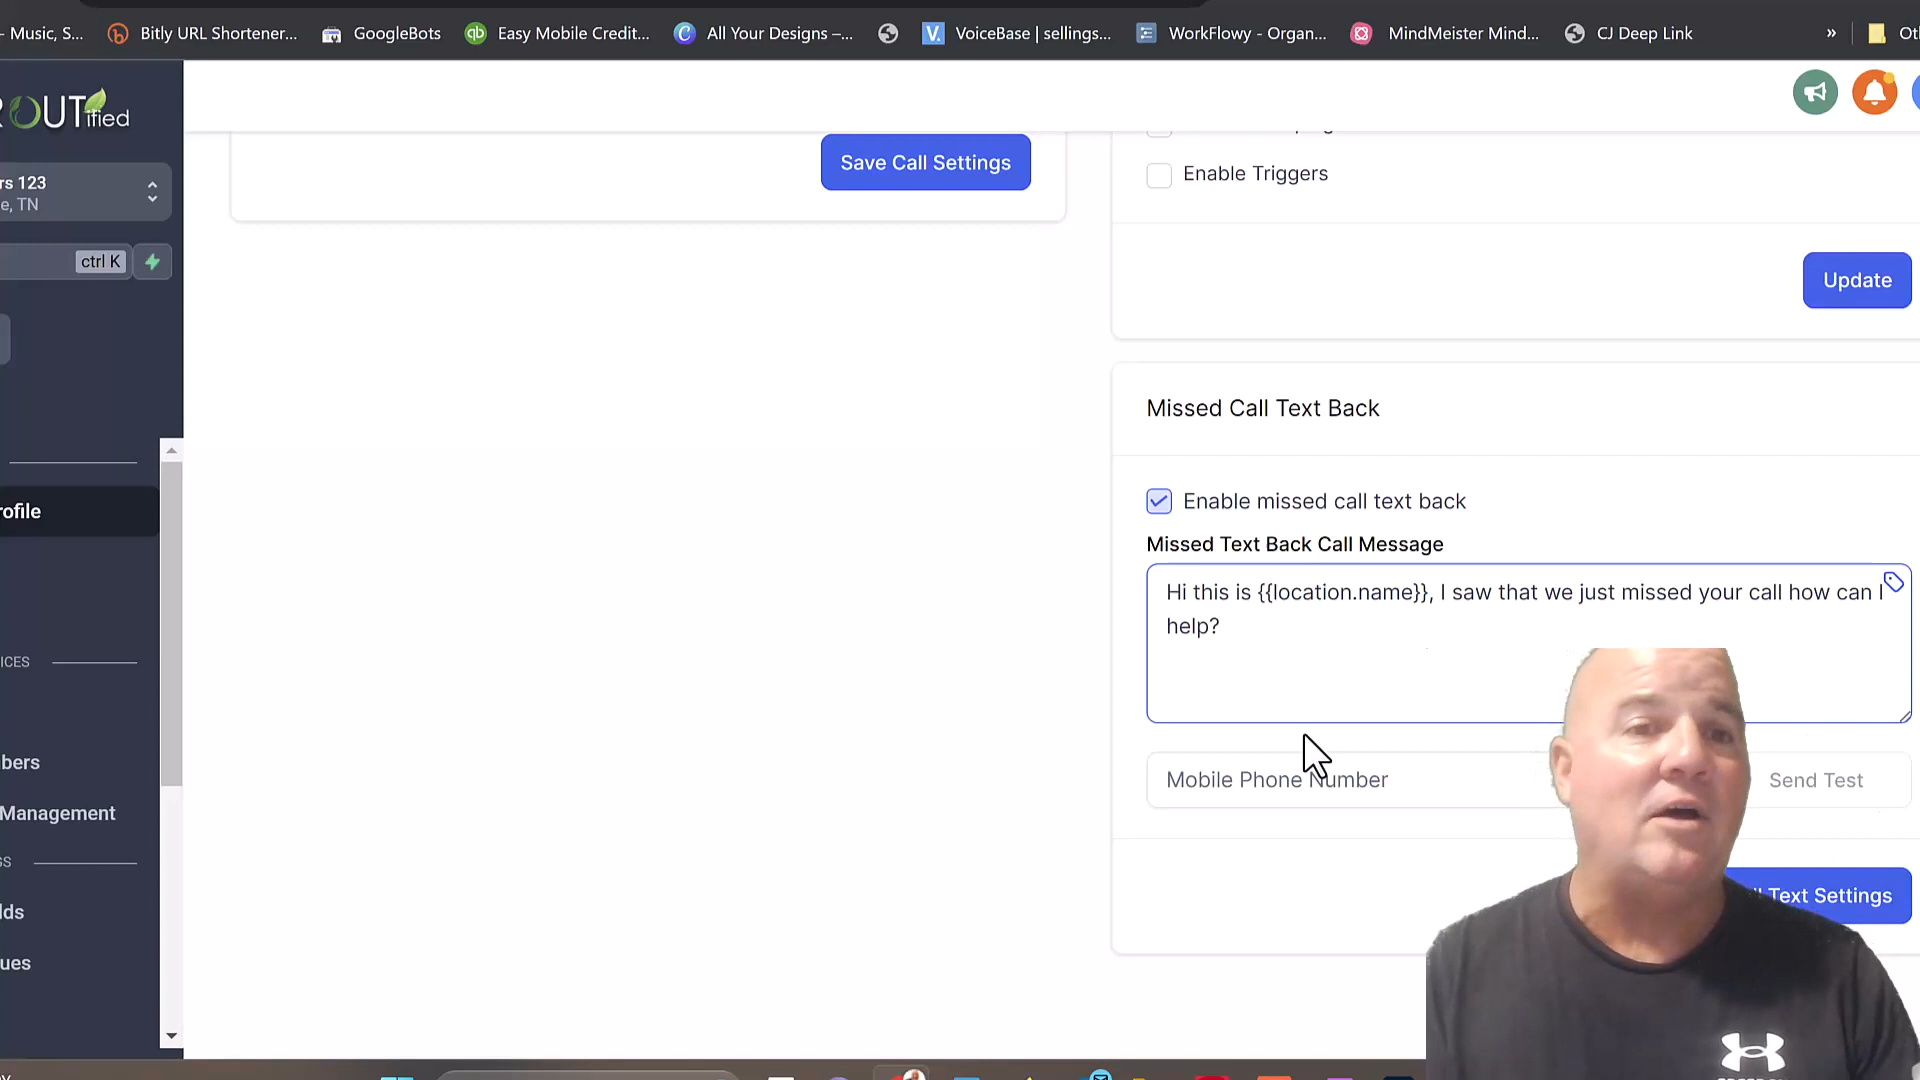 - Music, S... Bitly URL Shortener... GoogleBots Easy Mobile Credit... All Your Designs –... VoiceBase | sellings... WorkFlowy - Organ... MindMeister Mind... CJ Deep Link »
OUTified
rs 123
e, TN
ctrl K
ofile
ICES
bers
Management
GS
lds
ues
Save Call Settings
Enable Triggers
Update
Missed Call Text Back
Enable missed call text back
Missed Text Back Call Message
Hi this is {{location.name}}, I saw that we just missed your call how can I
help?
Mobile Phone Number
Send Test
Text Settings